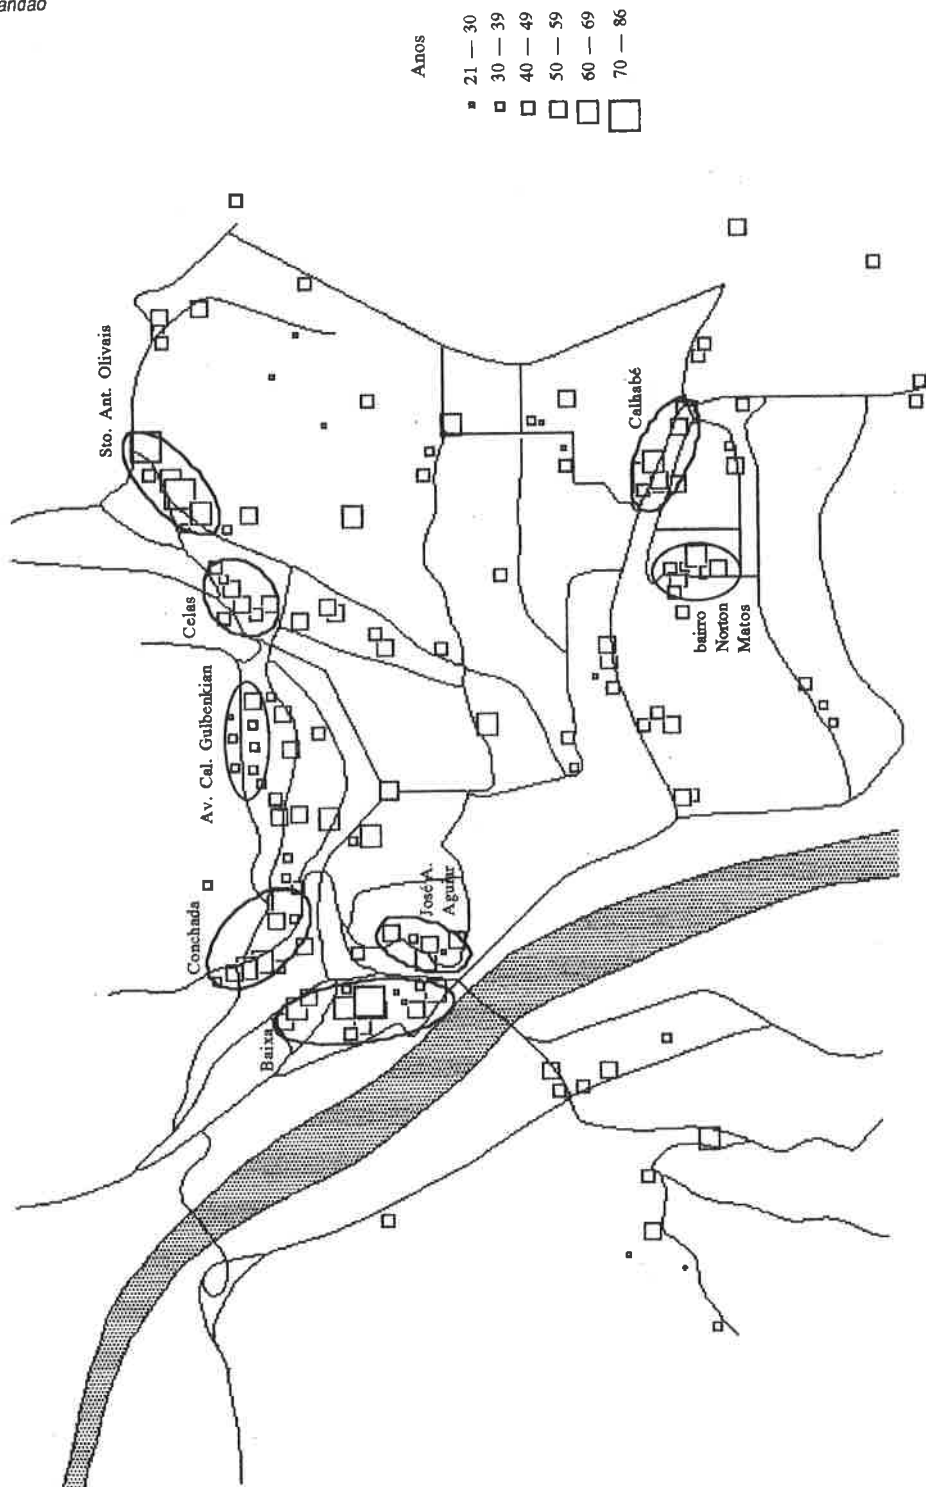 Anos
21 — 30
30 — 39
40 — 49
50 — 59
60 — 69
70 — 86
Sto. Ant. Olivais
Celas
Av. Cal. Gulbenkian
Conchada
Baixa
José A.
Aguiar
Calhabé
bairro
Norton
Matos